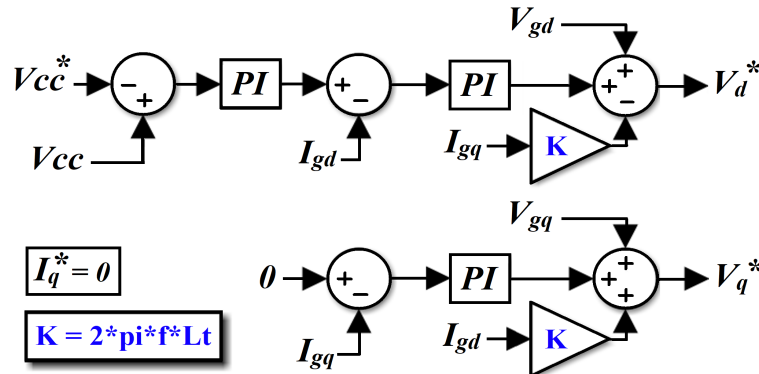 V_gd
Vcc* - + PI + - PI + + - V_d*
Vcc
I_gd
I_gq K
V_gq
I_q* = 0
0 + - PI + + + V_q*
K = 2*pi*f*Lt
I_gq
I_gd K